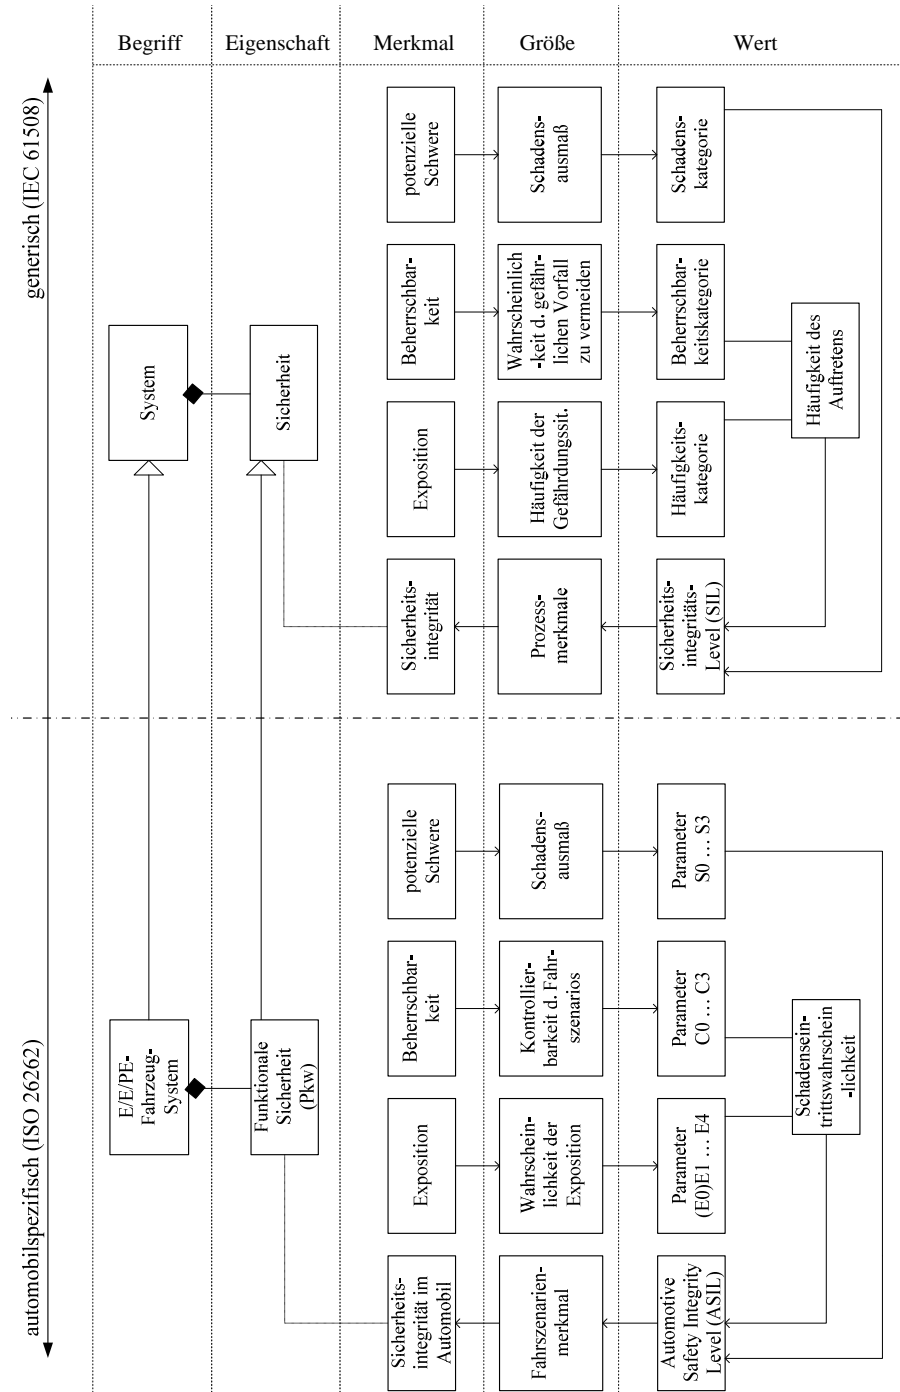 Begriff
Eigenschaft
Merkmal
Größe
Wert
generisch (IEC 61508)
automobilspezifisch (ISO 26262)
System
Sicherheit
potenzielle
Schwere
Schadens-
ausmaß
Schadens-
kategorie
Beherrschbar-
keit
Wahrscheinlich
-keit d. gefähr-
lichen Vorfall
zu vermeiden
Beherrschbar-
keitskategorie
Häufigkeit des
Auftretens
Exposition
Häufigkeit der
Gefährdungssit.
Häufigkeits-
kategorie
Sicherheits-
integrität
Prozess-
merkmale
Sicherheits-
integritäts-
Level (SIL)
E/E/PE-
Fahrzeug-
System
Funktionale
Sicherheit
(Pkw)
potenzielle
Schwere
Schadens-
ausmaß
Parameter
S0 ... S3
Beherrschbar-
keit
Kontrollier-
barkeit d. Fahr-
szenarios
Parameter
C0 ... C3
Schadensein-
trittswahrschein
-lichkeit
Exposition
Wahrschein-
lichkeit der
Exposition
Parameter
(E0)E1 ... E4
Sicherheits-
integrität im
Automobil
Fahrszenarien-
merkmal
Automotive
Safety Integrity
Level (ASIL)